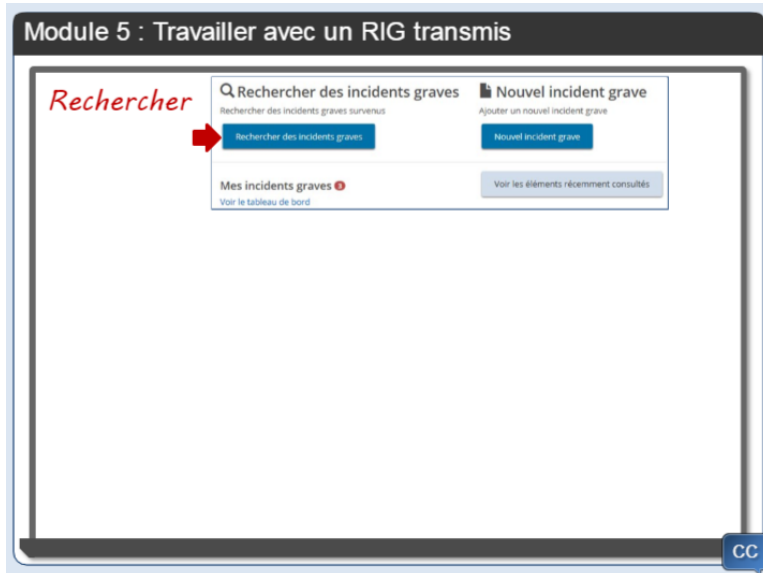 Module 5 : Travailler avec un RIG transmis
Rechercher
Rechercher des incidents graves
Rechercher des incidents graves survenus
Rechercher des incidents graves
Nouvel incident grave
Ajouter un nouvel incident grave
Nouvel incident grave
Mes incidents graves 3
Voir le tableau de bord
Voir les éléments récemment consultés
CC